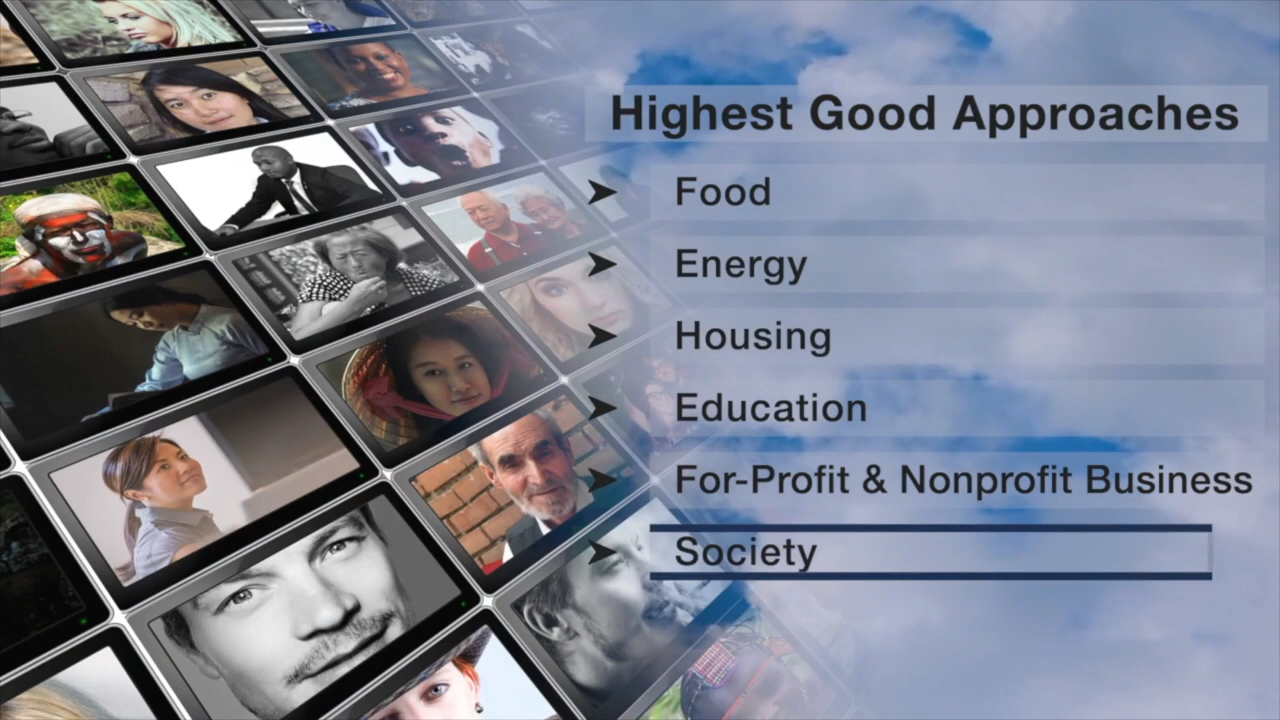 Highest Good Approaches
Food
Energy
Housing
Education
For-Profit & Nonprofit Business
Society